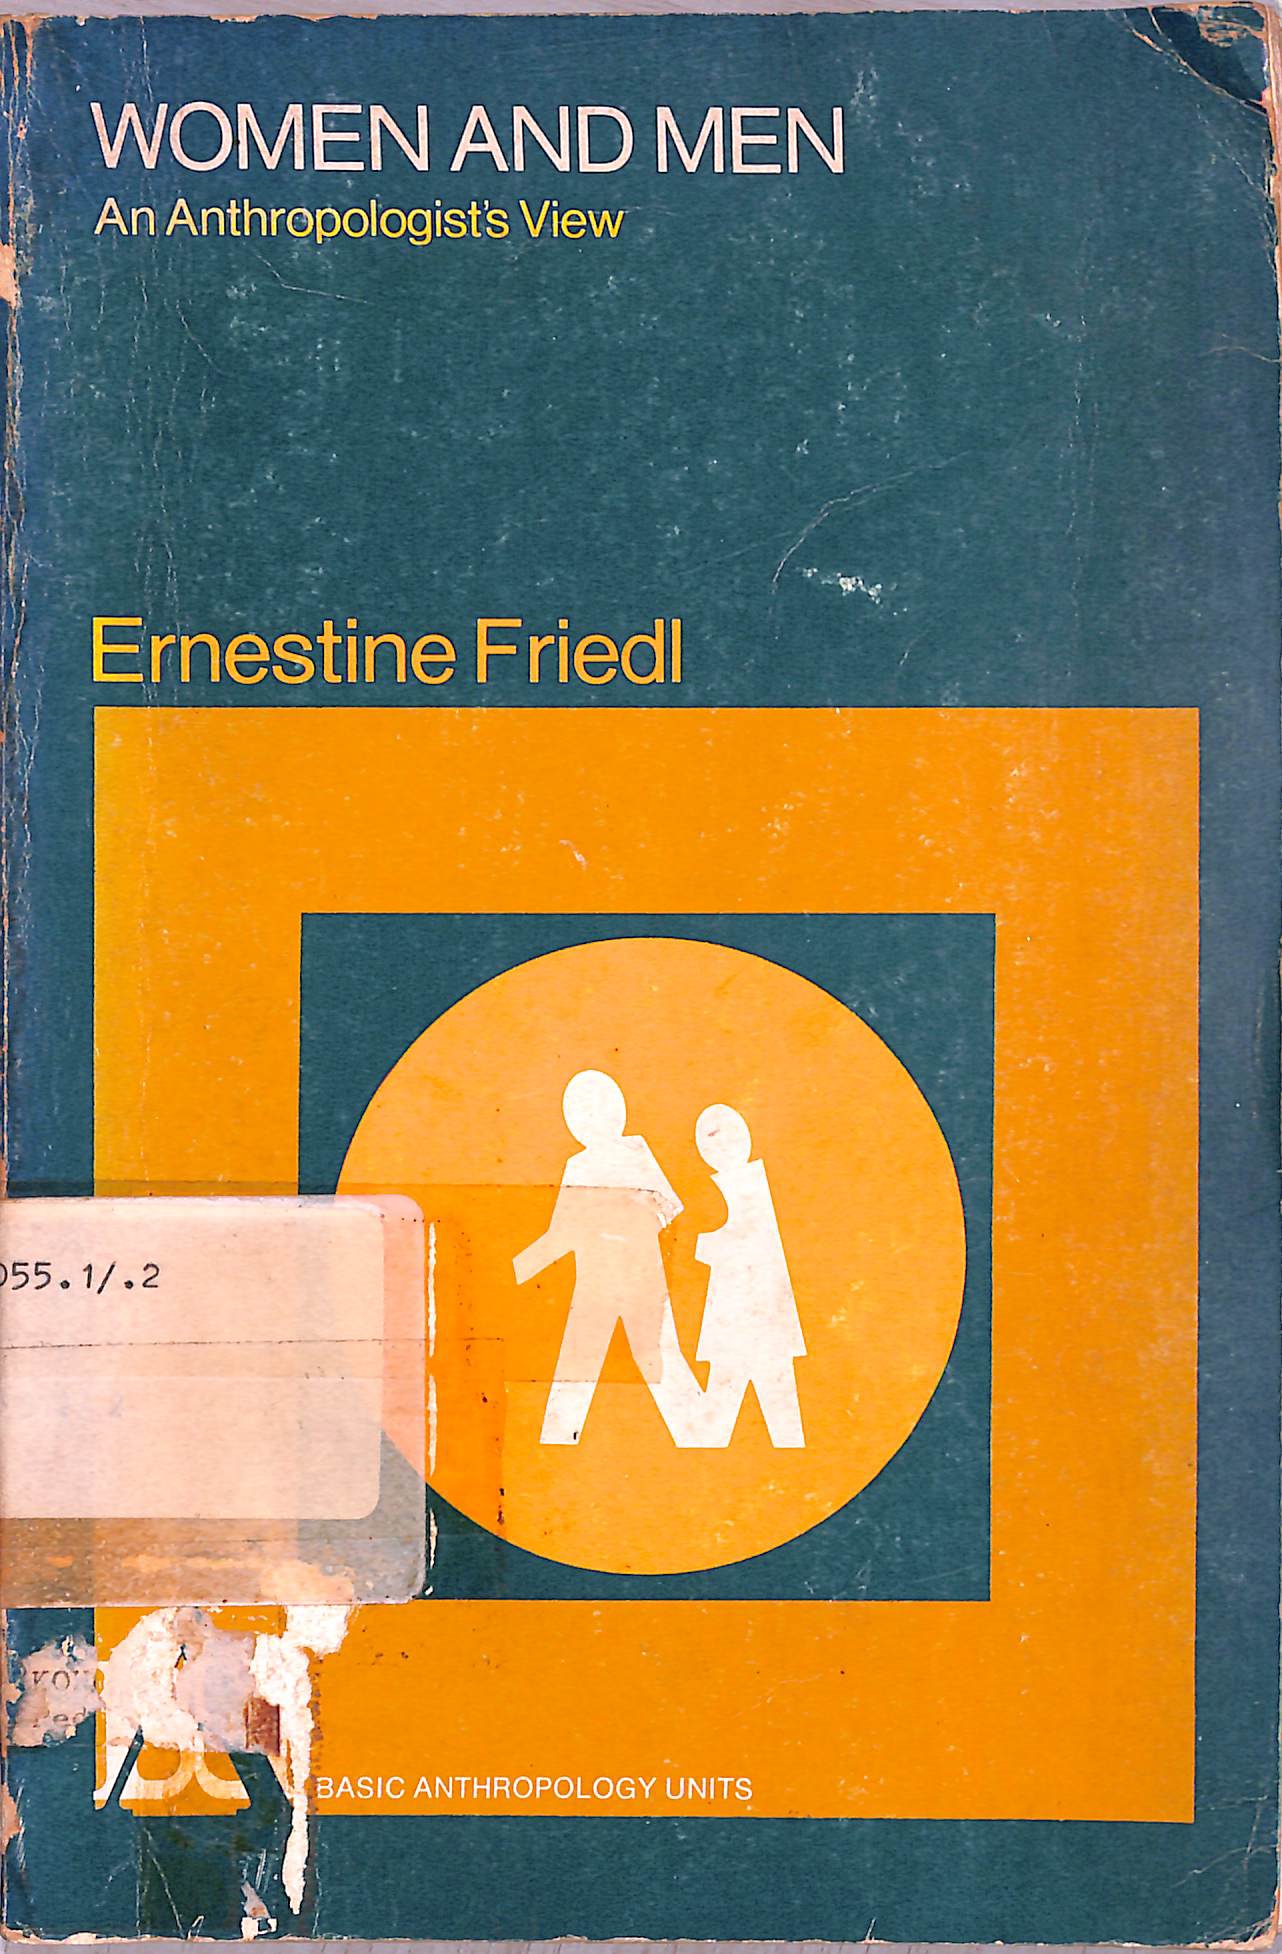 WOMEN AND MEN
An Anthropologist's View
Ernestine Friedl
055.1/.2
BASIC ANTHROPOLOGY UNITS